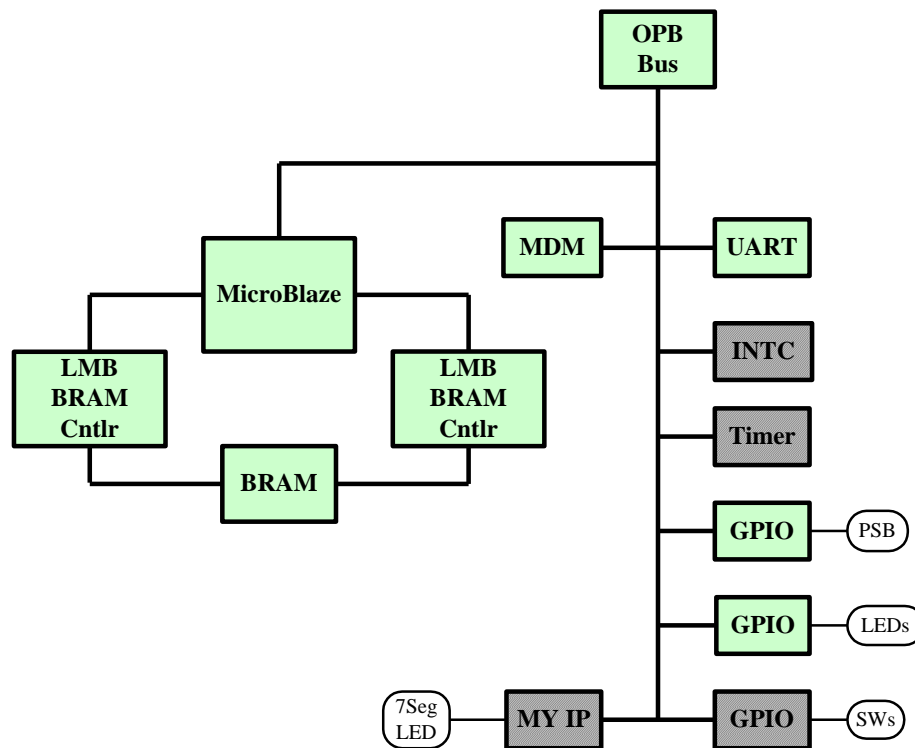 OPB
Bus
MDM
UART
MicroBlaze
INTC
LMB
BRAM
Cntlr
LMB
BRAM
Cntlr
Timer
BRAM
GPIO
PSB
GPIO
LEDs
7Seg
LED
MY IP
GPIO
SWs